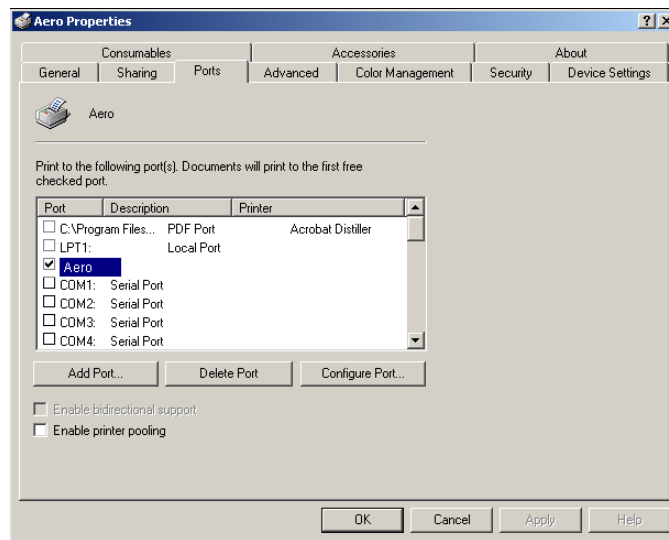 Aero Properties
Consumables Accessories About
General Sharing Ports Advanced Color Management Security Device Settings
Aero
Print to the following port(s). Documents will print to the first free
checked port.
Port Description Printer
C:\Program Files... PDF Port Acrobat Distiller
LPT1: Local Port
Aero
COM1: Serial Port
COM2: Serial Port
COM3: Serial Port
COM4: Serial Port
Add Port... Delete Port Configure Port...
Enable bidirectional support
Enable printer pooling
OK Cancel Apply Help